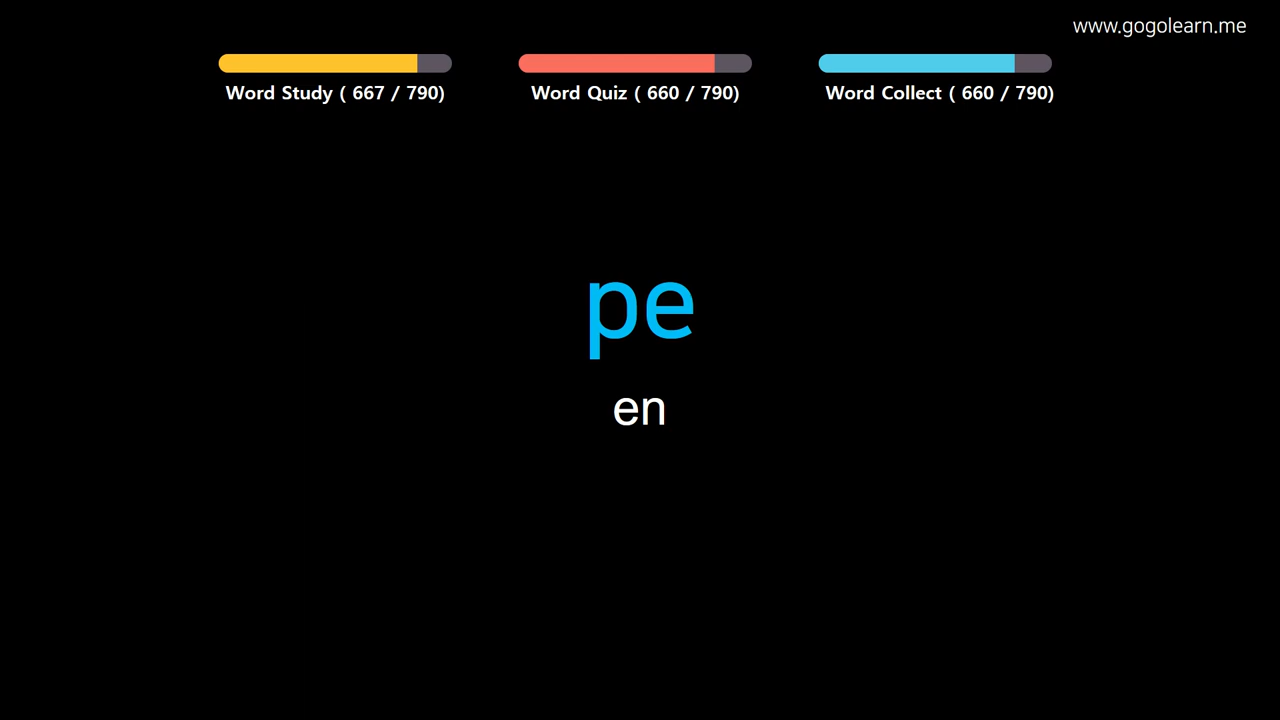 www.gogolearn.me
Word Study ( 667 / 790)
Word Quiz ( 660 / 790)
Word Collect ( 660 / 790)
pe
en